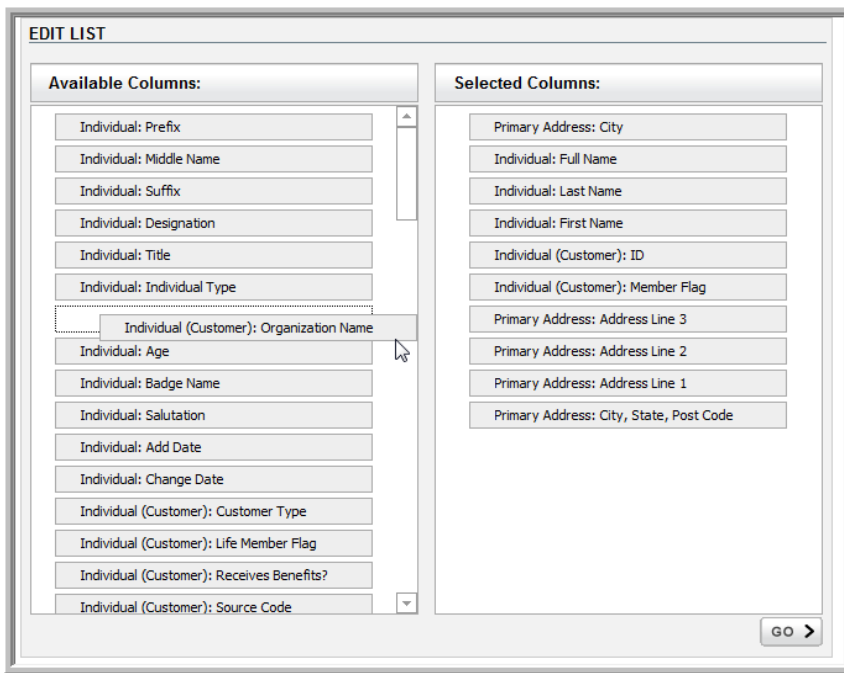 EDIT LIST
Available Columns:
Individual: Prefix
Individual: Middle Name
Individual: Suffix
Individual: Designation
Individual: Title
Individual: Individual Type
Individual (Customer): Organization Name
Individual: Age
Individual: Badge Name
Individual: Salutation
Individual: Add Date
Individual: Change Date
Individual (Customer): Customer Type
Individual (Customer): Life Member Flag
Individual (Customer): Receives Benefits?
Individual (Customer): Source Code
Selected Columns:
Primary Address: City
Individual: Full Name
Individual: Last Name
Individual: First Name
Individual (Customer): ID
Individual (Customer): Member Flag
Primary Address: Address Line 3
Primary Address: Address Line 2
Primary Address: Address Line 1
Primary Address: City, State, Post Code
GO